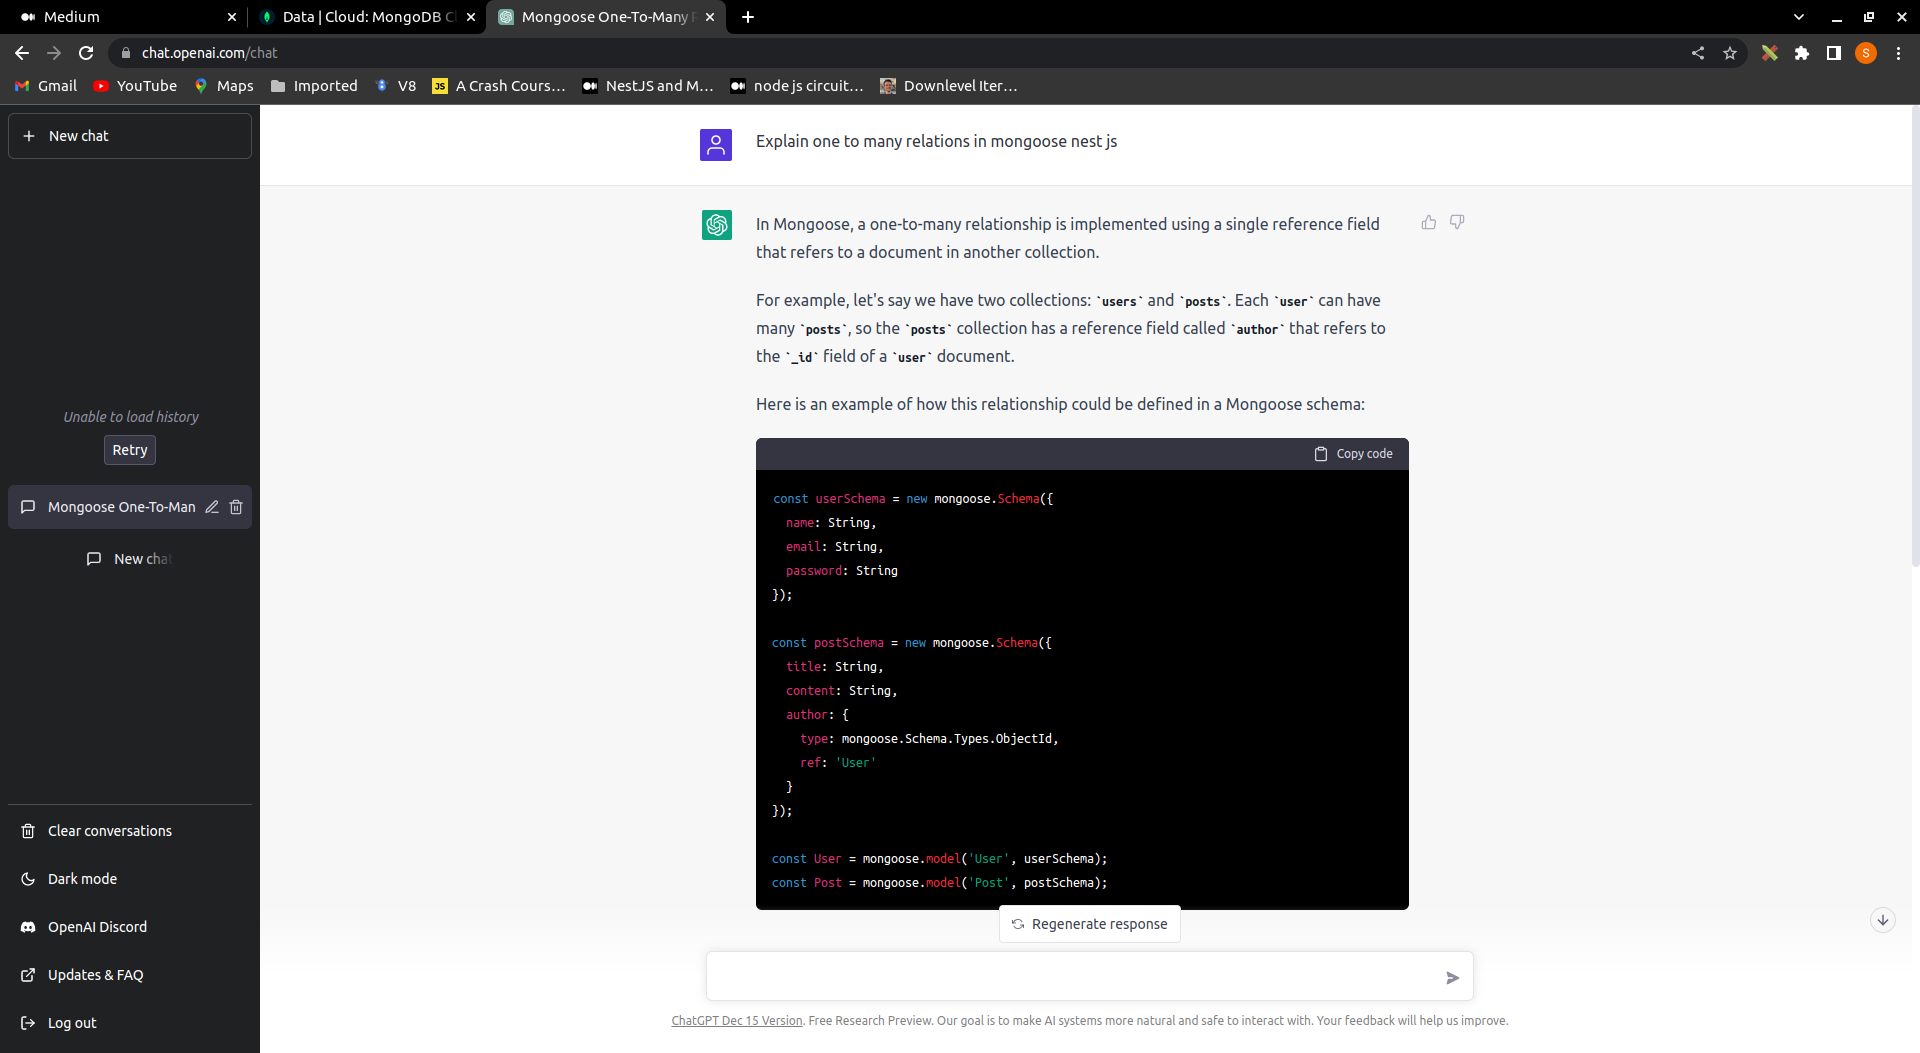 Medium
Data | Cloud: MongoDB Cl
Mongoose One-To-Many R
chat.openai.com/chat
S
Gmail
YouTube
Maps
Imported
V8
JS
A Crash Cours...
NestJS and M...
node js circuit...
Downlevel Iter...
New chat
Unable to load history
Retry
Mongoose One-To-Man
New chat
Clear conversations
Dark mode
OpenAI Discord
Updates & FAQ
Log out
Explain one to many relations in mongoose nest js
In Mongoose, a one-to-many relationship is implemented using a single reference field
that refers to a document in another collection.
For example, let's say we have two collections: `users` and `posts`. Each `user` can have
many `posts`, so the `posts` collection has a reference field called `author` that refers to
the `_id` field of a `user` document.
Here is an example of how this relationship could be defined in a Mongoose schema:
Copy code
const userSchema = new mongoose.Schema({
  name: String,
  email: String,
  password: String
});
const postSchema = new mongoose.Schema({
  title: String,
  content: String,
  author: {
    type: mongoose.Schema.Types.ObjectId,
    ref: 'User'
  }
});
const User = mongoose.model('User', userSchema);
const Post = mongoose.model('Post', postSchema);
Regenerate response
ChatGPT Dec 15 Version. Free Research Preview. Our goal is to make AI systems more natural and safe to interact with. Your feedback will help us improve.